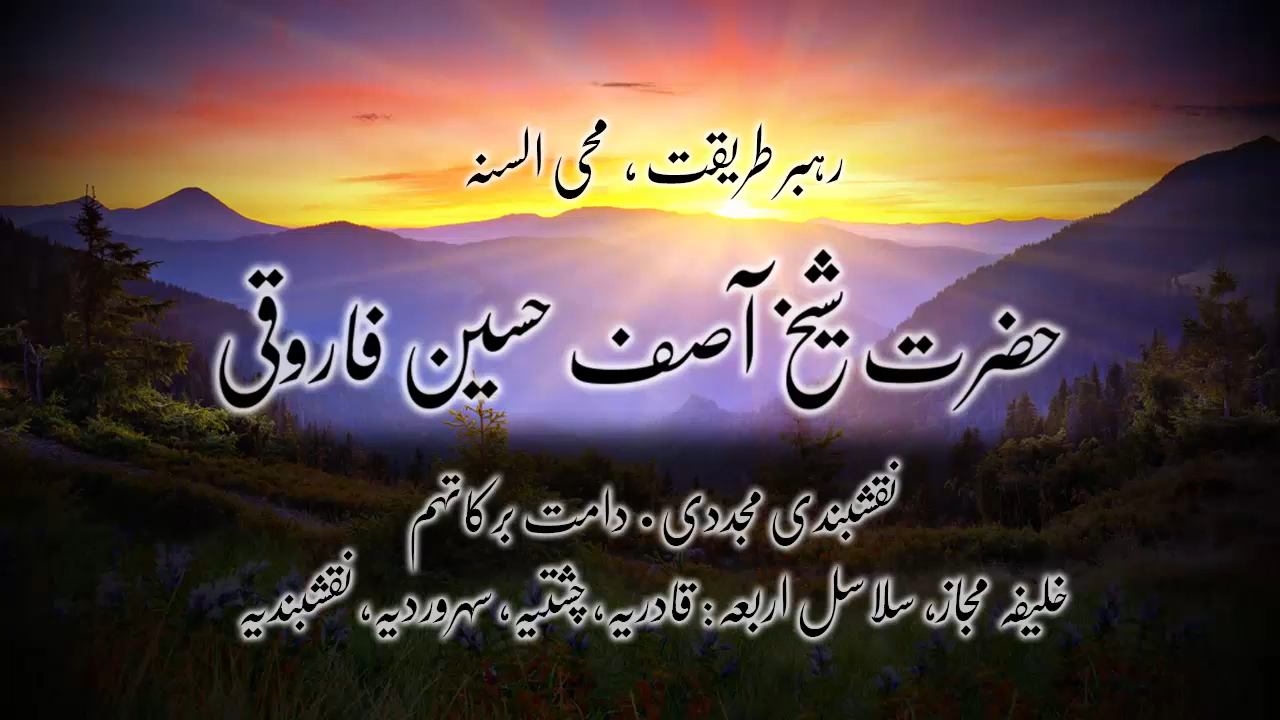 رہبر طریقت ، محی السنہ
حضرت شیخ آصف حسین فاروقی
نقشبندی مجددی . دامت برکاتہم
خلیفہ مجاز، سلاسل اربعہ: قادریہ، چشتیہ، سہروردیہ، نقشبندیہ